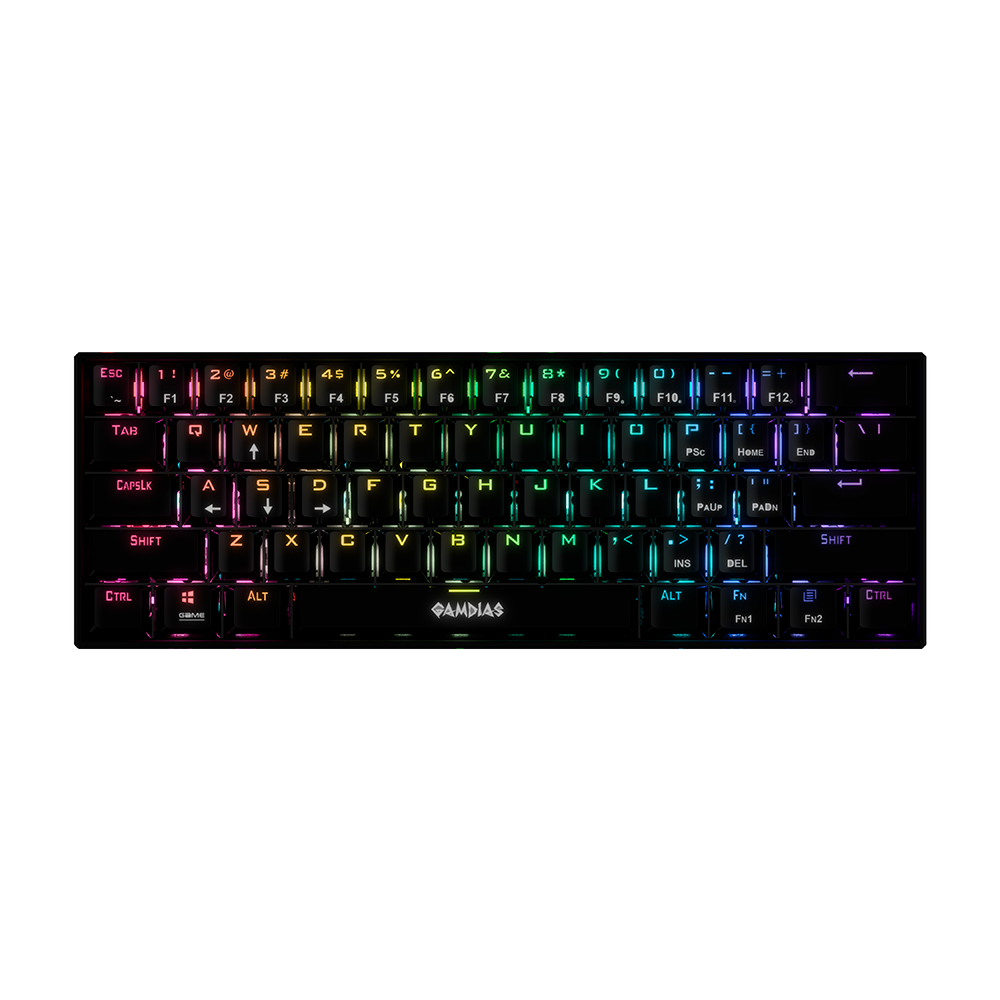 ESC 1 ! 2 @ 3 # 4 $ 5 % 6 ^ 7 & 8 * 9 ( 0 ) - - = + ←
` ~ F1 F2 F3 F4 F5 F6 F7 F8 F9 F10 F11 F12
TAB Q W E R T Y U I O P [ { ] } \ |
↑ PSC HOME END
CAPSLK A S D F G H J K L ; : ' " ↵
← ↓ → PAUP PADN
SHIFT Z X C V B N M , < . > / ? SHIFT
INS DEL
CTRL ALT ALT FN CTRL
GAME GAMDIAS FN1 FN2